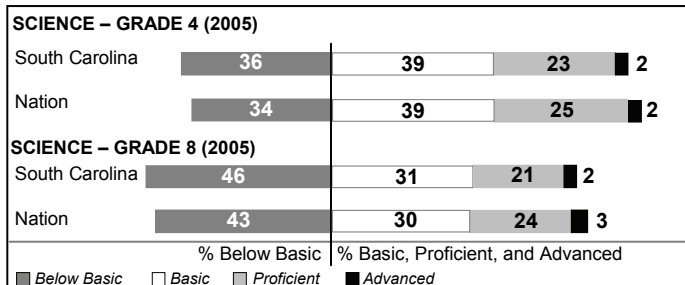 SCIENCE – GRADE 4 (2005)
South Carolina 36 39 23 2
Nation 34 39 25 2
SCIENCE – GRADE 8 (2005)
South Carolina 46 31 21 2
Nation 43 30 24 3
% Below Basic % Basic, Proficient, and Advanced
Below Basic Basic Proficient Advanced